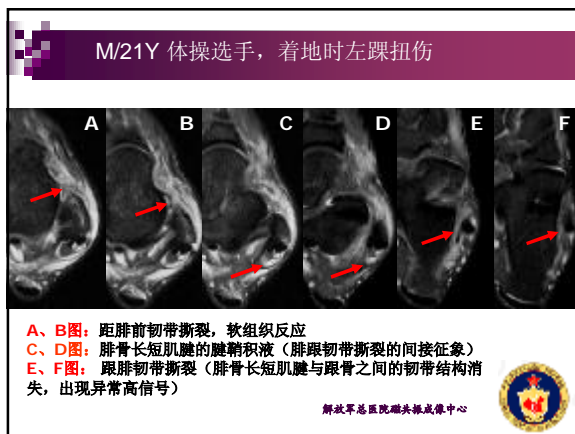 M/21Y 体操选手，着地时左踝扭伤
A B C D E F
A、B图：距腓前韧带撕裂，软组织反应
C、D图：腓骨长短肌腱的腱鞘积液（腓跟韧带撕裂的间接征象）
E、F图：跟腓韧带撕裂（腓骨长短肌腱与跟骨之间的韧带结构消
失，出现异常高信号）
解放军总医院磁共振成像中心